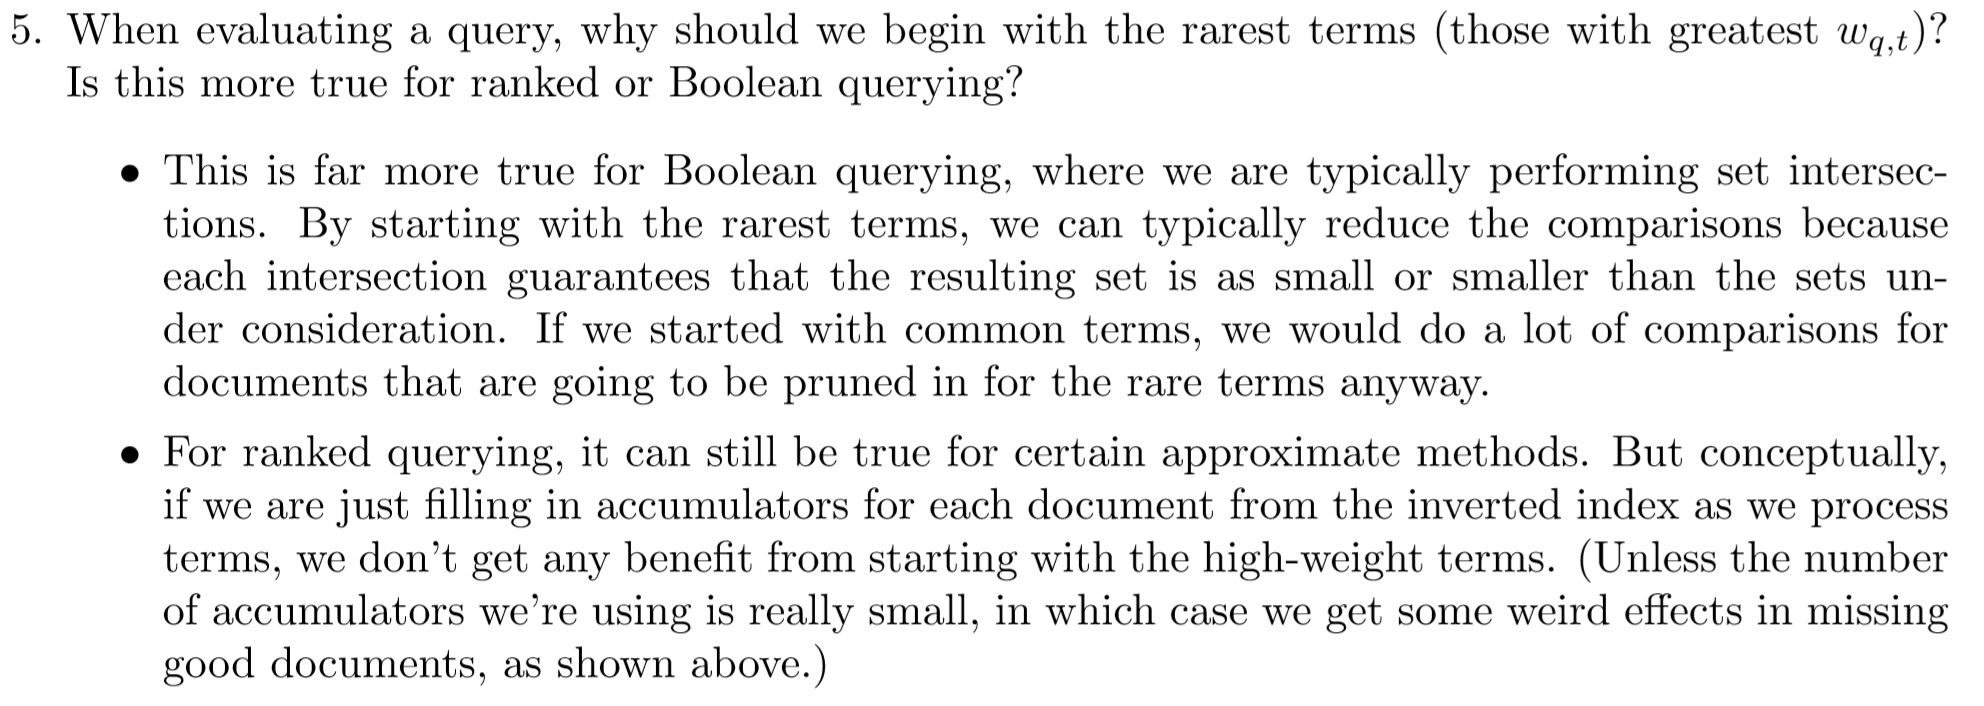 5. When evaluating a query, why should we begin with the rarest terms (those with greatest w_{q,t})?
Is this more true for ranked or Boolean querying?
• This is far more true for Boolean querying, where we are typically performing set intersec-
tions. By starting with the rarest terms, we can typically reduce the comparisons because
each intersection guarantees that the resulting set is as small or smaller than the sets un-
der consideration. If we started with common terms, we would do a lot of comparisons for
documents that are going to be pruned in for the rare terms anyway.
• For ranked querying, it can still be true for certain approximate methods. But conceptually,
if we are just filling in accumulators for each document from the inverted index as we process
terms, we don't get any benefit from starting with the high-weight terms. (Unless the number
of accumulators we're using is really small, in which case we get some weird effects in missing
good documents, as shown above.)